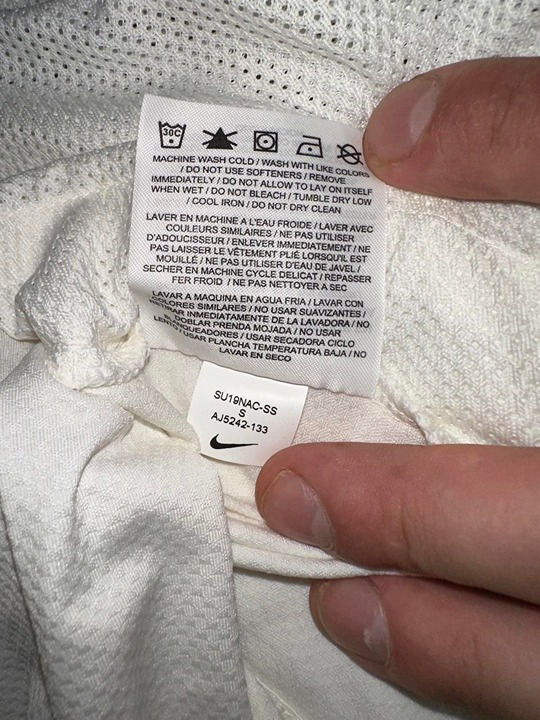 30C
MACHINE WASH COLD / WASH WITH LIKE COLORS
/ DO NOT USE SOFTENERS / REMOVE
IMMEDIATELY / DO NOT ALLOW TO LAY ON ITSELF
WHEN WET / DO NOT BLEACH / TUMBLE DRY LOW
/ COOL IRON / DO NOT DRY CLEAN
LAVER EN MACHINE A L'EAU FROIDE / LAVER AVEC
COULEURS SIMILAIRES / NE PAS UTILISER
D'ADOUCISSEUR / ENLEVER IMMEDIATEMENT / NE
PAS LAISSER LE VÊTEMENT PLIÉ LORSQU'IL EST
MOUILLÉ / NE PAS UTILISER D'EAU DE JAVEL /
SECHER EN MACHINE CYCLE DELICAT / REPASSER
FER FROID / NE PAS NETTOYER A SEC
LAVAR A MAQUINA EN AGUA FRIA / LAVAR CON
COLORES SIMILARES / NO USAR SUAVIZANTES /
RETIRAR INMEDIATAMENTE DE LA LAVADORA / NO
DOBLAR PRENDA MOJADA / NO USAR
BLANQUEADORES / USAR SECADORA CICLO
/ USAR PLANCHA TEMPERATURA BAJA / NO
LAVAR EN SECO
SU19NAC-SS
S
AJ5242-133